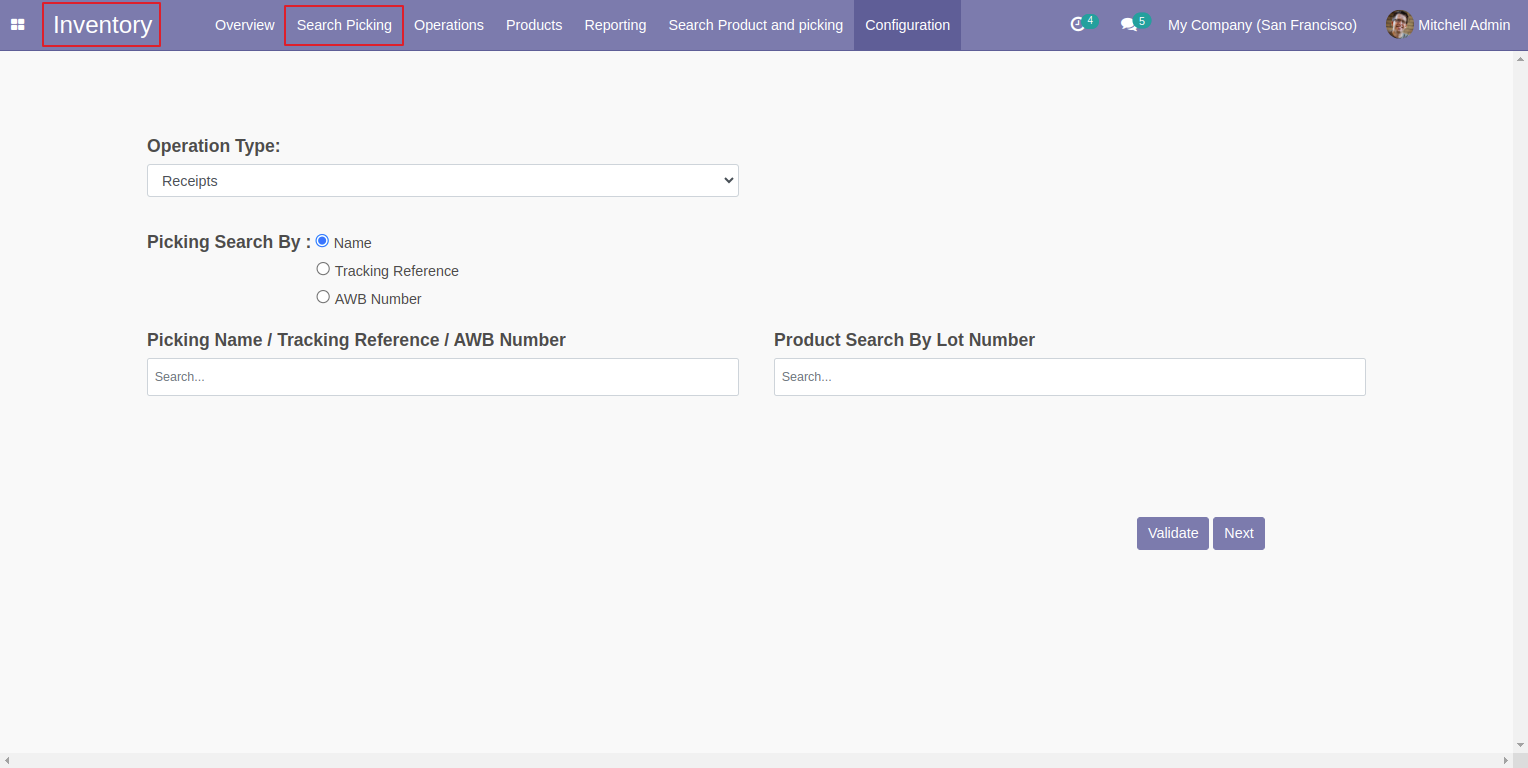 Inventory Overview Search Picking Operations Products Reporting Search Product and picking Configuration 4 5 My Company (San Francisco) Mitchell Admin
Operation Type:
Receipts
Picking Search By : Name
Tracking Reference
AWB Number
Picking Name / Tracking Reference / AWB Number
Search...
Product Search By Lot Number
Search...
Validate Next